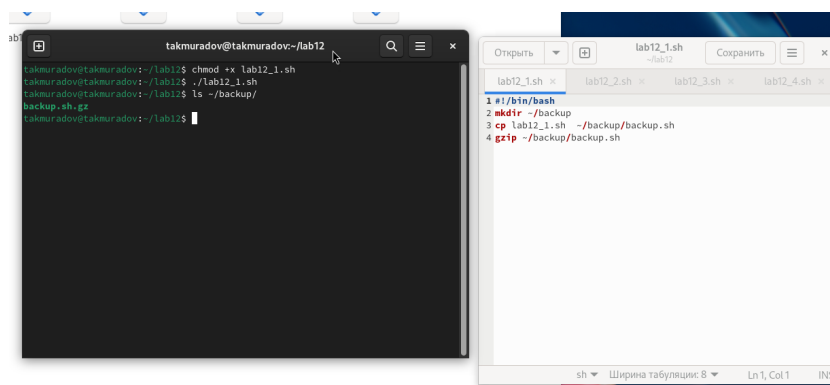 ab1
takmuradov@takmuradov:~/lab12
takmuradov@takmuradov:~/lab12$ chmod +x lab12_1.sh
takmuradov@takmuradov:~/lab12$ ./lab12_1.sh
takmuradov@takmuradov:~/lab12$ ls ~/backup/
backup.sh.gz
takmuradov@takmuradov:~/lab12$
Открыть
lab12_1.sh
~/lab12
Сохранить
lab12_1.sh × lab12_2.sh × lab12_3.sh × lab12_4.sh ×
1 #!/bin/bash
2 mkdir ~/backup
3 cp lab12_1.sh ~/backup/backup.sh
4 gzip ~/backup/backup.sh
sh Ширина табуляции: 8 Ln 1, Col 1 INS